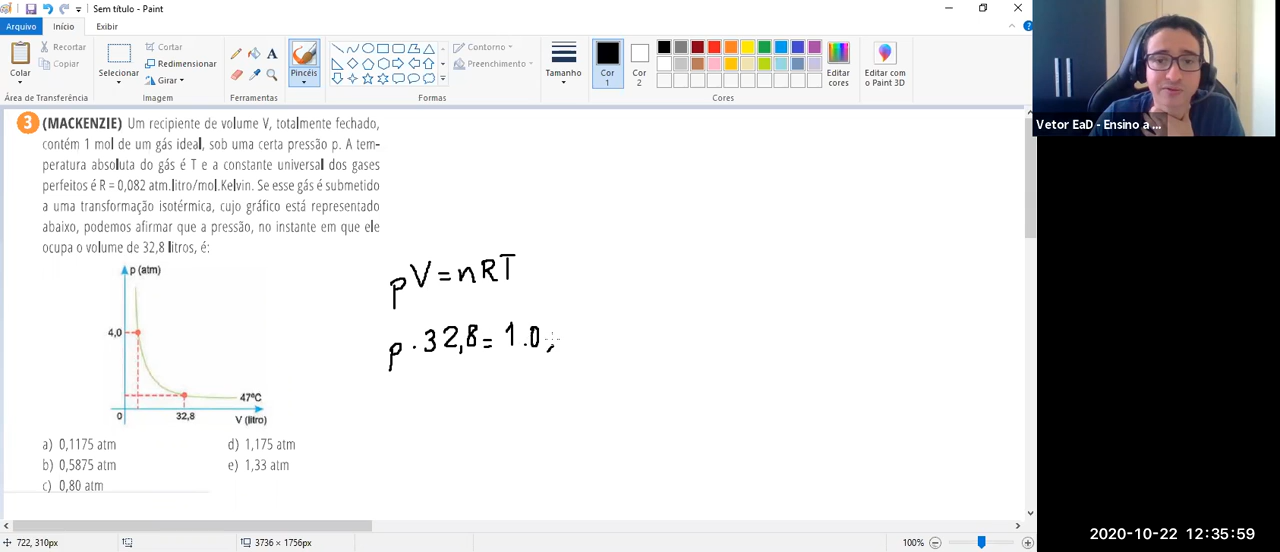 Sem título - Paint
Arquivo Início Exibir
Colar
Recortar
Copiar
Área de Transferência
Selecionar
Cortar
Redimensionar
Girar
Imagem
Ferramentas
Pincéis
Contorno
Preenchimento
Formas
Tamanho
Cor 1
Cor 2
Editar cores
Cores
Editar com o Paint 3D
Vetor EaD - Ensino a ...
3 (MACKENZIE) Um recipiente de volume V, totalmente fechado,
contém 1 mol de um gás ideal, sob uma certa pressão p. A tem-
peratura absoluta do gás é T e a constante universal dos gases
perfeitos é R = 0,082 atm.litro/mol.Kelvin. Se esse gás é submetido
a uma transformação isotérmica, cujo gráfico está representado
abaixo, podemos afirmar que a pressão, no instante em que ele
ocupa o volume de 32,8 litros, é:
p (atm)
4,0
47ºC
0 32,8 V (litro)
pV = nRT
p . 32,8 = 1 . 0,
a) 0,1175 atm
b) 0,5875 atm
c) 0,80 atm
d) 1,175 atm
e) 1,33 atm
722, 310px
3736 × 1756px
100%
2020-10-22 12:35:59